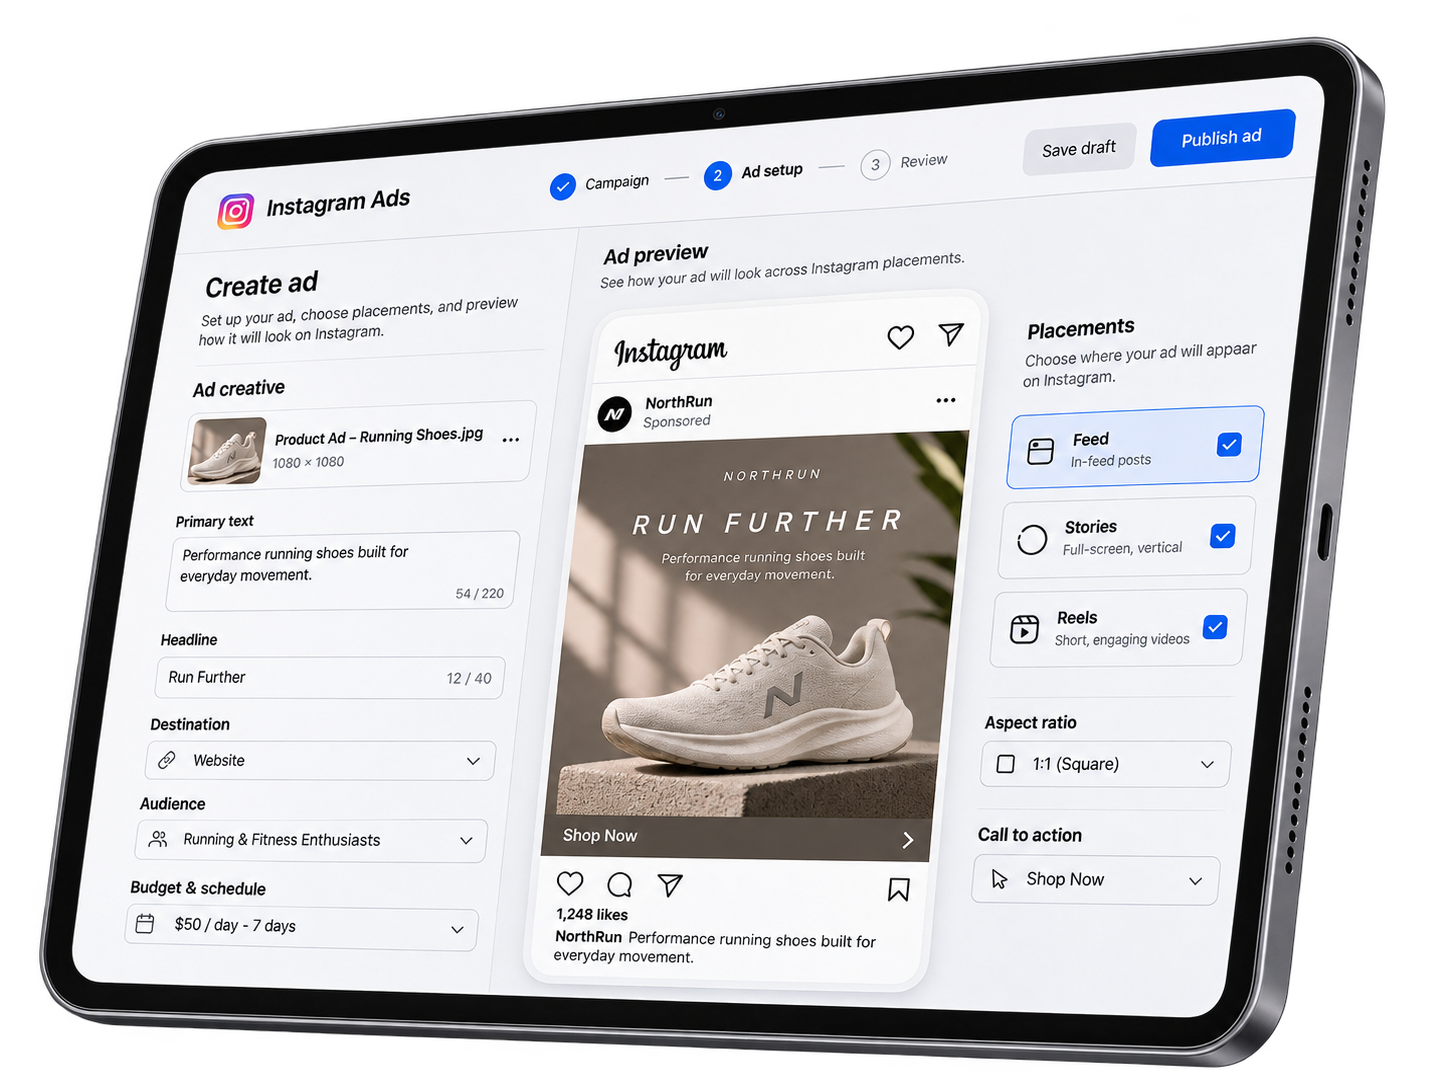 Instagram Ads
Campaign
2
Ad setup
3
Review
Save draft
Publish ad
Create ad
Set up your ad, choose placements, and preview
how it will look on Instagram.
Ad creative
Product Ad – Running Shoes.jpg
1080 × 1080
Primary text
Performance running shoes built for
everyday movement.
54 / 220
Headline
Run Further
12 / 40
Destination
Website
Audience
Running & Fitness Enthusiasts
Budget & schedule
$50 / day - 7 days
Ad preview
See how your ad will look across Instagram placements.
Instagram
N
NorthRun
Sponsored
NORTHRUN
RUN FURTHER
Performance running shoes built
for everyday movement.
N
Shop Now
1,248 likes
NorthRun Performance running shoes built for
everyday movement.
Placements
Choose where your ad will appaar
on Instagram.
Feed
In-feed posts
Stories
Full-screen, vertical
Reels
Short, engaging videos
Aspect ratio
1:1 (Square)
Call to action
Shop Now